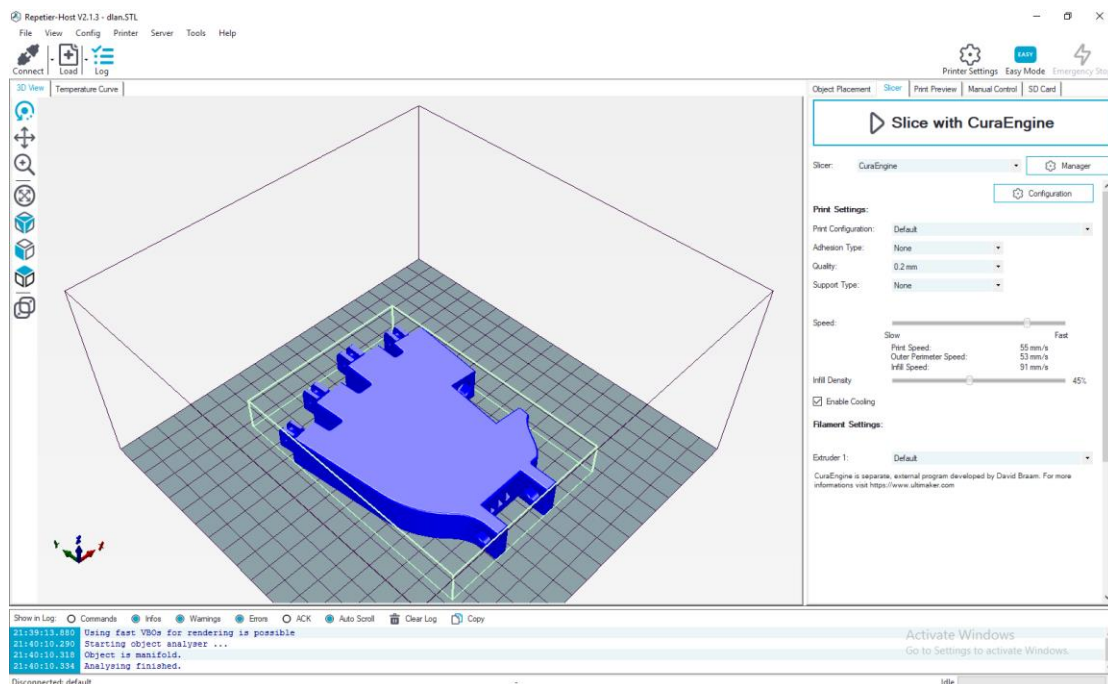 Repetier-Host V2.1.3 - dlan.STL
File View Config Printer Server Tools Help
Connect Load Log Printer Settings Easy Mode Emergency Sto
EASY
3D View Temperature Curve
Object Placement Slicer Print Preview Manual Control SD Card
Slice with CuraEngine
Slicer: CuraEngine Manager
Configuration
Print Settings:
Print Configuration: Default
Adhesion Type: None
Quality: 0.2 mm
Support Type: None
Speed:
Slow Fast
Print Speed: 55 mm/s
Outer Perimeter Speed: 53 mm/s
Infill Speed: 91 mm/s
Infill Density 45%
Enable Cooling
Filament Settings:
Extruder 1: Default
CuraEngine is separate, external program developed by David Braam. For more
informations visit https://www.ultimaker.com
Show in Log: Commands Infos Warnings Errors ACK Auto Scroll Clear Log Copy
21:39:13.880 Using fast VBOs for rendering is possible
21:40:10.290 Starting object analyser ...
21:40:10.318 Object is manifold.
21:40:10.334 Analysing finished.
Activate Windows
Go to Settings to activate Windows.
Disconnected: default - Idle